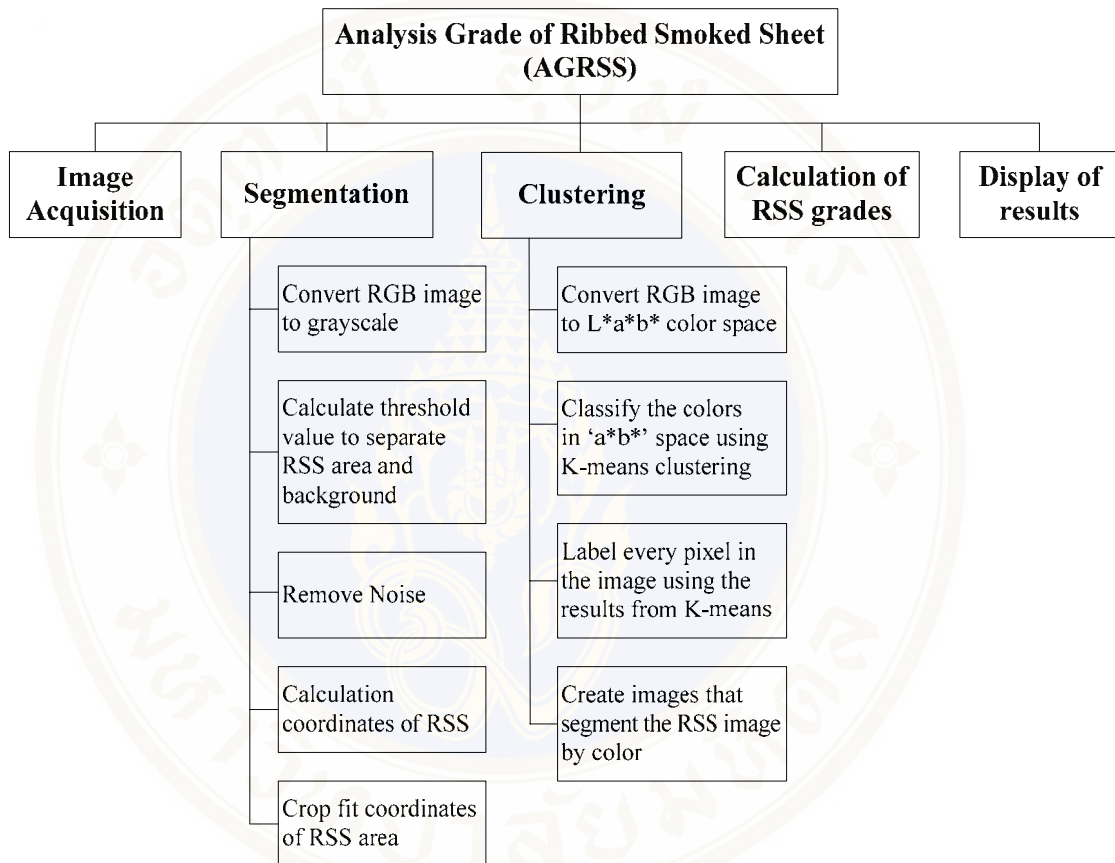 Analysis Grade of Ribbed Smoked Sheet
(AGRSS)
Image
Acquisition
Segmentation
Clustering
Calculation of
RSS grades
Display of
results
Convert RGB image
to grayscale
Calculate threshold
value to separate
RSS area and
background
Remove Noise
Calculation
coordinates of RSS
Crop fit coordinates
of RSS area
Convert RGB image
to L*a*b* color space
Classify the colors
in ‘a*b*’ space using
K-means clustering
Label every pixel in
the image using the
results from K-means
Create images that
segment the RSS image
by color